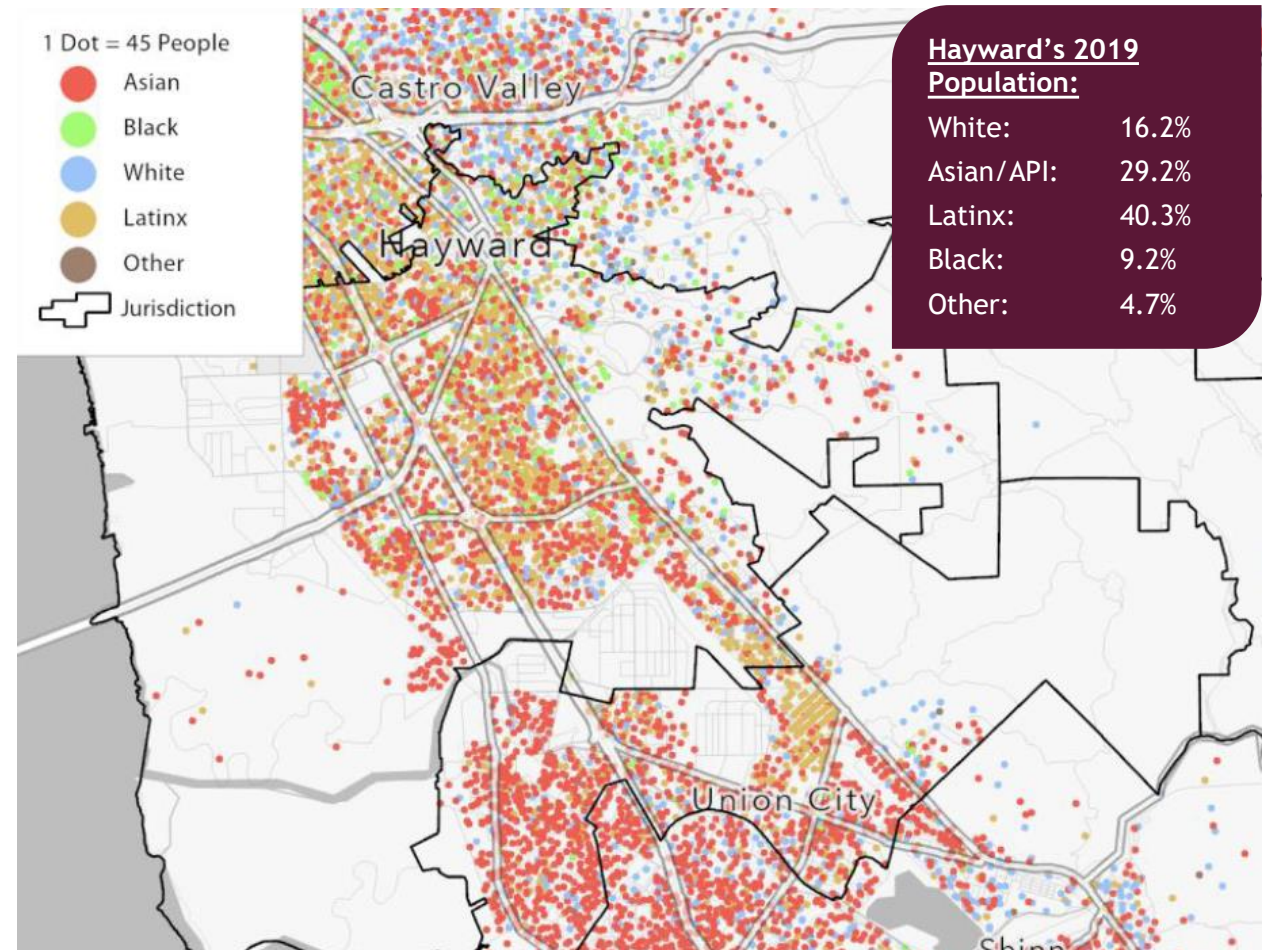 1 Dot = 45 People
Asian
Black
White
Latinx
Other
Jurisdiction
Castro Valley
Hayward
Union City
Shinn
Hayward's 2019
Population:
White: 16.2%
Asian/API: 29.2%
Latinx: 40.3%
Black: 9.2%
Other: 4.7%